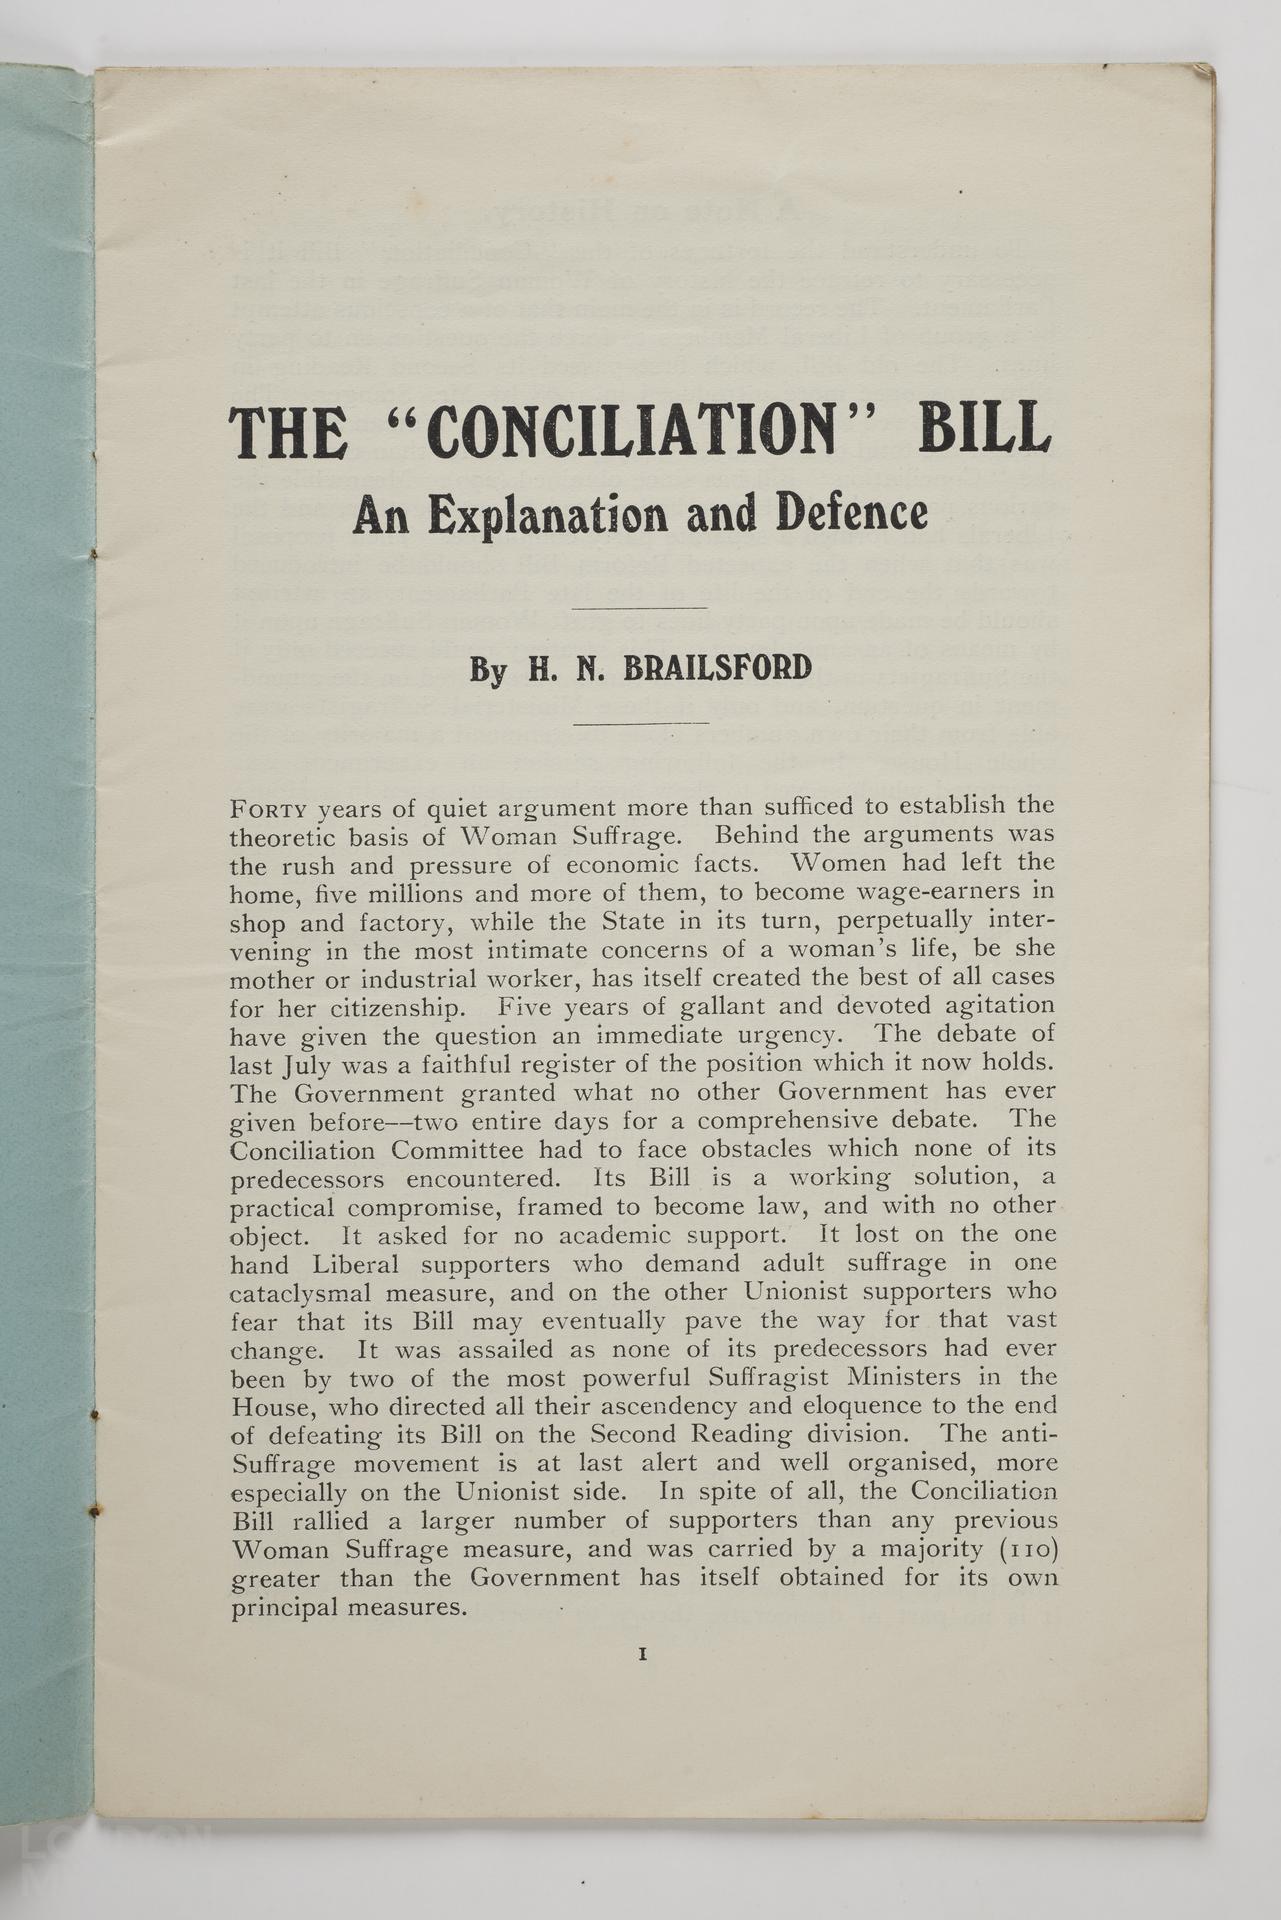 THE “CONCILIATION” BILL
An Explanation and Defence
By H. N. BRAILSFORD
FORTY years of quiet argument more than sufficed to establish the
theoretic basis of Woman Suffrage. Behind the arguments was
the rush and pressure of economic facts. Women had left the
home, five millions and more of them, to become wage-earners in
shop and factory, while the State in its turn, perpetually inter-
vening in the most intimate concerns of a woman’s life, be she
mother or industrial worker, has itself created the best of all cases
for her citizenship. Five years of gallant and devoted agitation
have given the question an immediate urgency. The debate of
last July was a faithful register of the position which it now holds.
The Government granted what no other Government has ever
given before—two entire days for a comprehensive debate. The
Conciliation Committee had to face obstacles which none of its
predecessors encountered. Its Bill is a working solution, a
practical compromise, framed to become law, and with no other
object. It asked for no academic support. It lost on the one
hand Liberal supporters who demand adult suffrage in one
cataclysmal measure, and on the other Unionist supporters who
fear that its Bill may eventually pave the way for that vast
change. It was assailed as none of its predecessors had ever
been by two of the most powerful Suffragist Ministers in the
House, who directed all their ascendency and eloquence to the end
of defeating its Bill on the Second Reading division. The anti-
Suffrage movement is at last alert and well organised, more
especially on the Unionist side. In spite of all, the Conciliation
Bill rallied a larger number of supporters than any previous
Woman Suffrage measure, and was carried by a majority (110)
greater than the Government has itself obtained for its own
principal measures.
1
LONDON